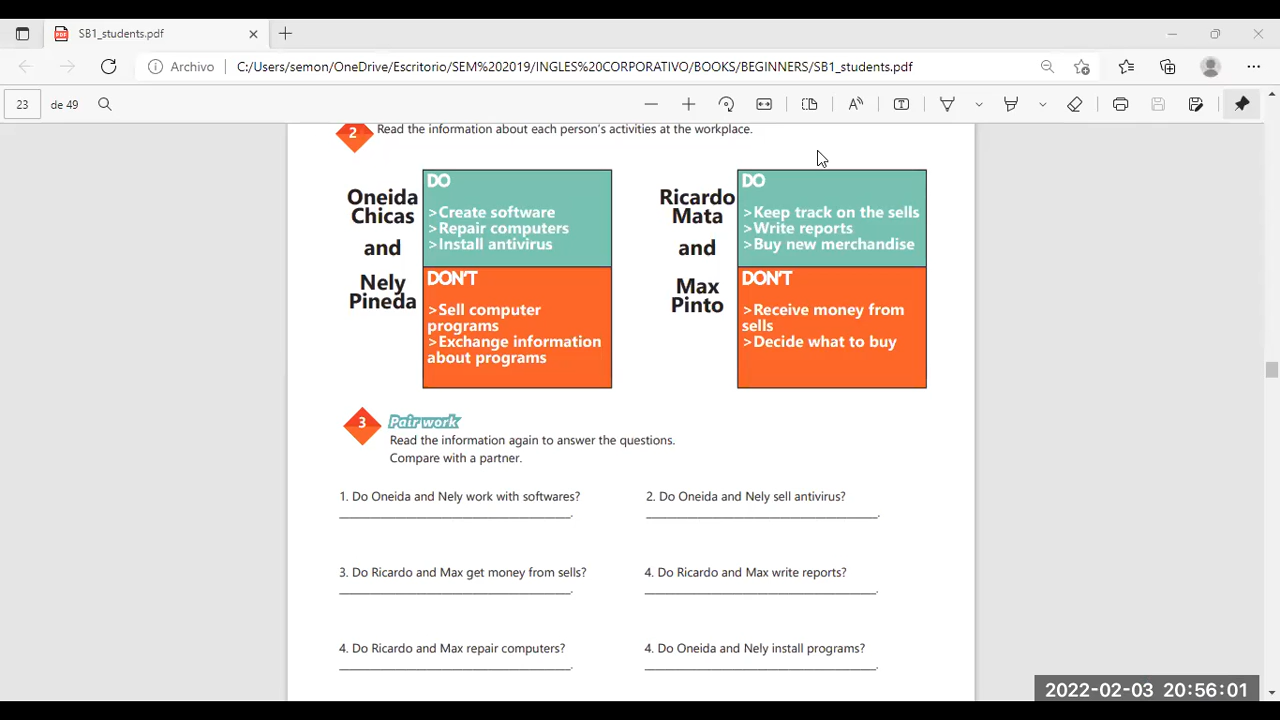 SB1_students.pdf
Archivo
C:/Users/semon/OneDrive/Escritorio/SEM%202019/INGLES%20CORPORATIVO/BOOKS/BEGINNERS/SB1_students.pdf
23
de 49
2
Read the information about each person's activities at the workplace.
Oneida
Chicas
and
Nely
Pineda
DO
>Create software
>Repair computers
>Install antivirus
DON'T
>Sell computer
programs
>Exchange information
about programs
Ricardo
Mata
and
Max
Pinto
DO
>Keep track on the sells
>Write reports
>Buy new merchandise
DON'T
>Receive money from
sells
>Decide what to buy
3
Pair work
Read the information again to answer the questions.
Compare with a partner.
1. Do Oneida and Nely work with softwares?
2. Do Oneida and Nely sell antivirus?
3. Do Ricardo and Max get money from sells?
4. Do Ricardo and Max write reports?
4. Do Ricardo and Max repair computers?
4. Do Oneida and Nely install programs?
2022-02-03 20:56:01